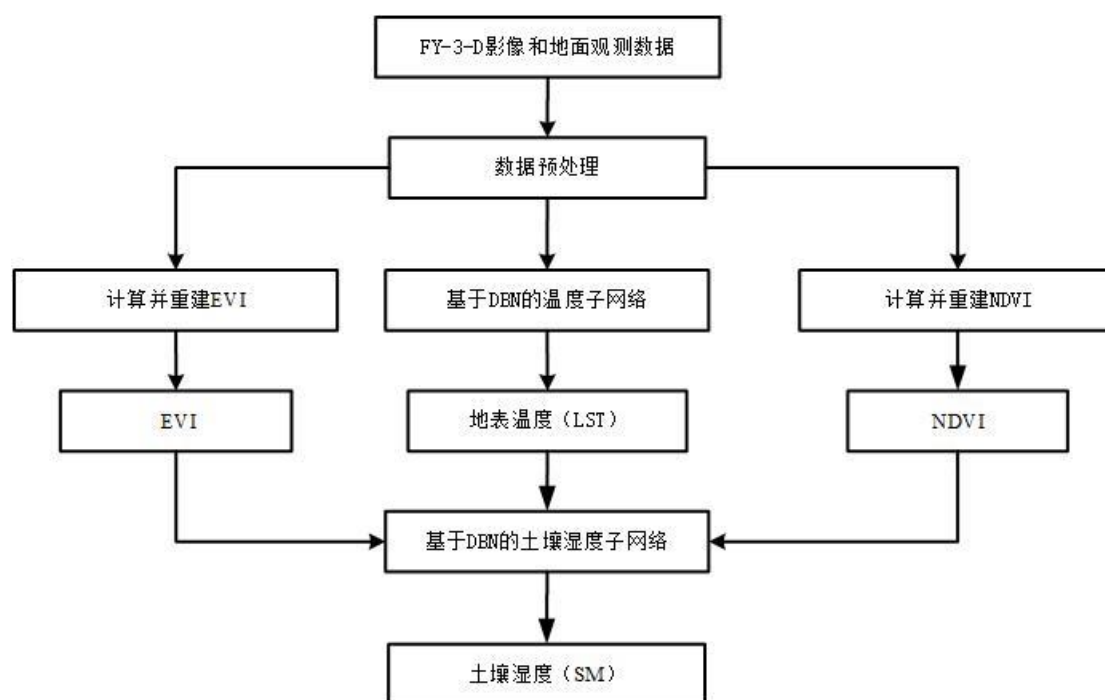 FY-3-D影像和地面观测数据
数据预处理
计算并重建EVI
基于DBN的温度子网络
计算并重建NDVI
EVI
地表温度（LST）
NDVI
基于DBN的土壤湿度子网络
土壤湿度（SM）